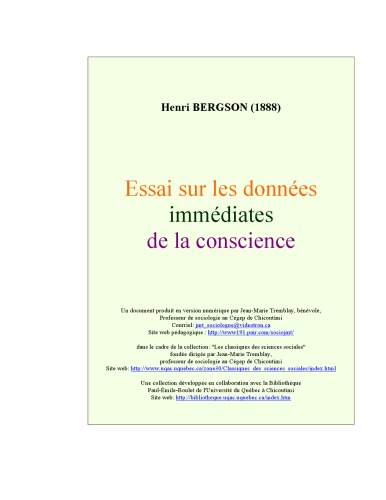 Henri BERGSON (1888)
Essai sur les données
immédiates
de la conscience
Un document produit en version numérique par Jean-Marie Tremblay, bénévole,
Professeur de sociologie au Cégep de Chicoutimi
Courriel: jmt_sociologue@videotron.ca
Site web pédagogique : http://www191.pair.com/sociojmt/
dans le cadre de la collection: "Les classiques des sciences sociales"
fondée dirigée par Jean-Marie Tremblay,
professeur de sociologie au Cégep de Chicoutimi
Site web: http://www.uqac.uquebec.ca/zone30/Classiques_des_sciences_sociales/index.html
Une collection développée en collaboration avec la Bibliothèque
Paul-Émile-Boulet de l'Université du Québec à Chicoutimi
Site web: http://bibliotheque.uqac.uquebec.ca/index.htm